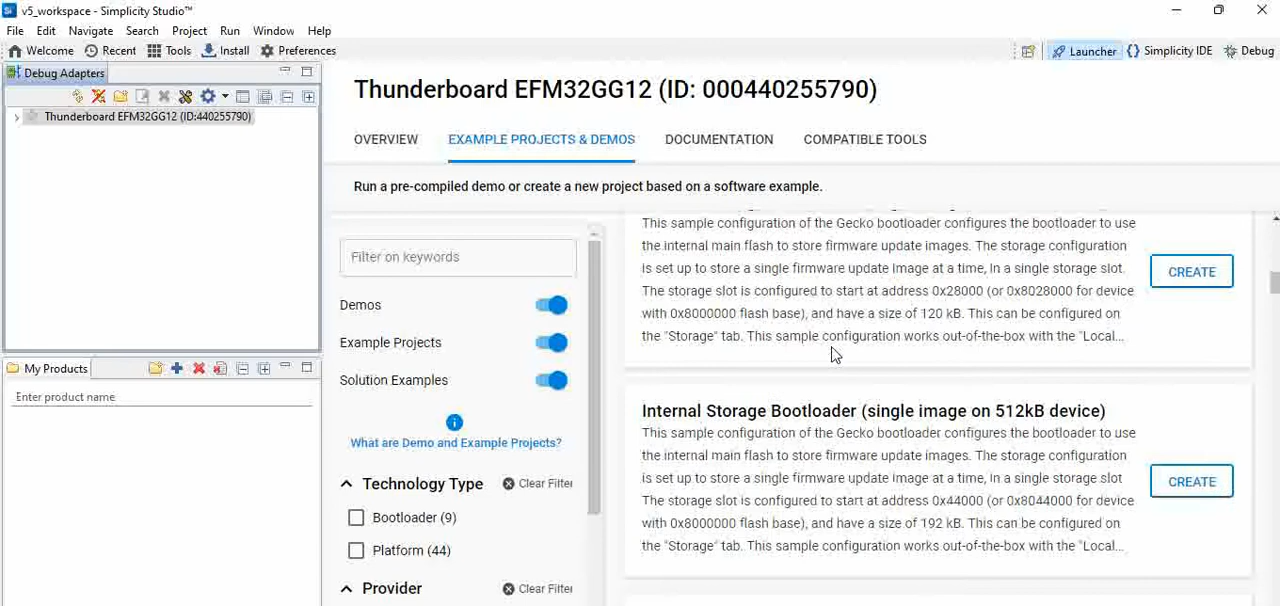 v5_workspace - Simplicity Studio™
File Edit Navigate Search Project Run Window Help
Welcome Recent Tools Install Preferences
Launcher Simplicity IDE Debug
Debug Adapters
Thunderboard EFM32GG12 (ID:440255790)
My Products
Enter product name
Thunderboard EFM32GG12 (ID: 000440255790)
OVERVIEW EXAMPLE PROJECTS & DEMOS DOCUMENTATION COMPATIBLE TOOLS
Run a pre-compiled demo or create a new project based on a software example.
Filter on keywords
Demos
Example Projects
Solution Examples
What are Demo and Example Projects?
Technology Type Clear Filter
Bootloader (9)
Platform (44)
Provider Clear Filter
This sample configuration of the Gecko bootloader configures the bootloader to use
the internal main flash to store firmware update images. The storage configuration
is set up to store a single firmware update image at a time, in a single storage slot.
The storage slot is configured to start at address 0x28000 (or 0x8028000 for device
with 0x8000000 flash base), and have a size of 120 kB. This can be configured on
the "Storage" tab. This sample configuration works out-of-the-box with the "Local...
CREATE
Internal Storage Bootloader (single image on 512kB device)
This sample configuration of the Gecko bootloader configures the bootloader to use
the internal main flash to store firmware update images. The storage configuration
is set up to store a single firmware update image at a time, in a single storage slot.
The storage slot is configured to start at address 0x44000 (or 0x8044000 for device
with 0x8000000 flash base), and have a size of 192 kB. This can be configured on
the "Storage" tab. This sample configuration works out-of-the-box with the "Local...
CREATE